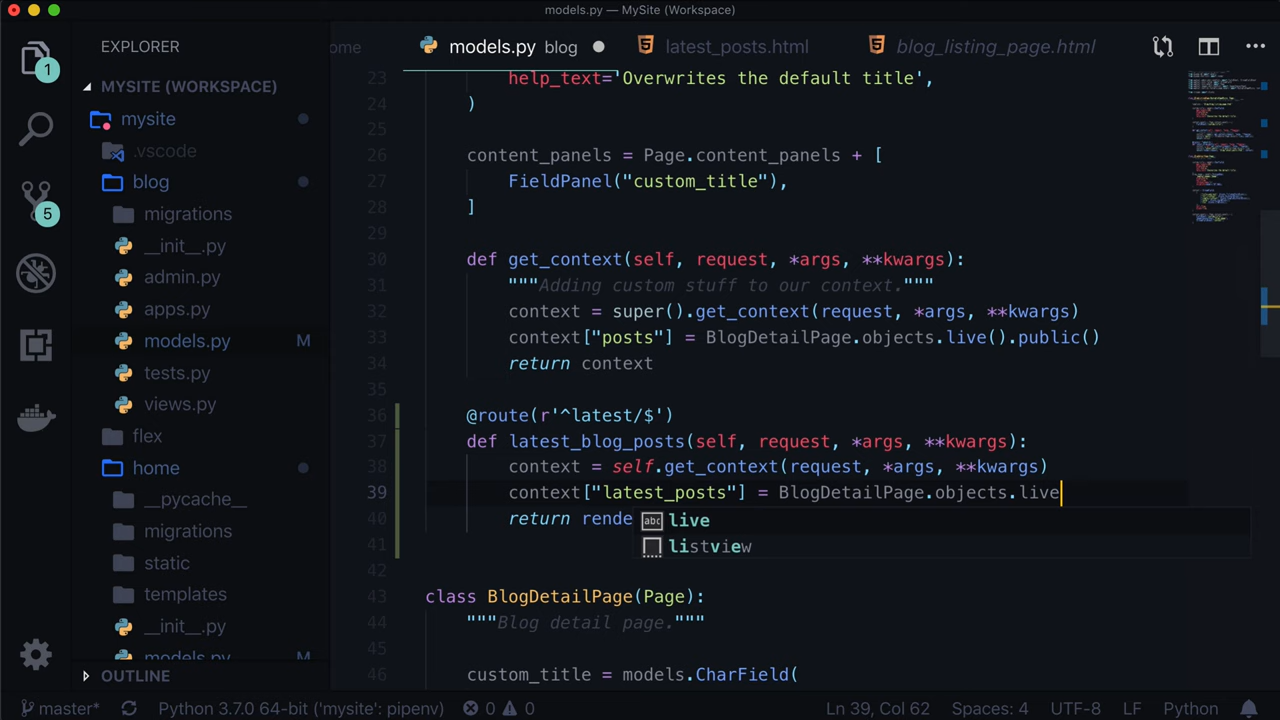 models.py — MySite (Workspace)
EXPLORER
ome
models.py blog
latest_posts.html
blog_listing_page.html
1
5
MYSITE (WORKSPACE)
mysite
.vscode
blog
migrations
__init__.py
admin.py
apps.py
models.py M
tests.py
views.py
flex
home
__pycache__
migrations
static
templates
__init__.py
models.py M
OUTLINE
23 help_text='Overwrites the default title',
24 )
25
26 content_panels = Page.content_panels + [
27 FieldPanel("custom_title"),
28 ]
29
30 def get_context(self, request, *args, **kwargs):
31 """Adding custom stuff to our context."""
32 context = super().get_context(request, *args, **kwargs)
33 context["posts"] = BlogDetailPage.objects.live().public()
34 return context
35
36 @route(r'^latest/$')
37 def latest_blog_posts(self, request, *args, **kwargs):
38 context = self.get_context(request, *args, **kwargs)
39 context["latest_posts"] = BlogDetailPage.objects.live
40 return rende
abc live
listview
41
42
43 class BlogDetailPage(Page):
44 """Blog detail page."""
45
46 custom_title = models.CharField(
master* Python 3.7.0 64-bit ('mysite': pipenv) 0 0 Ln 39, Col 62 Spaces: 4 UTF-8 LF Python